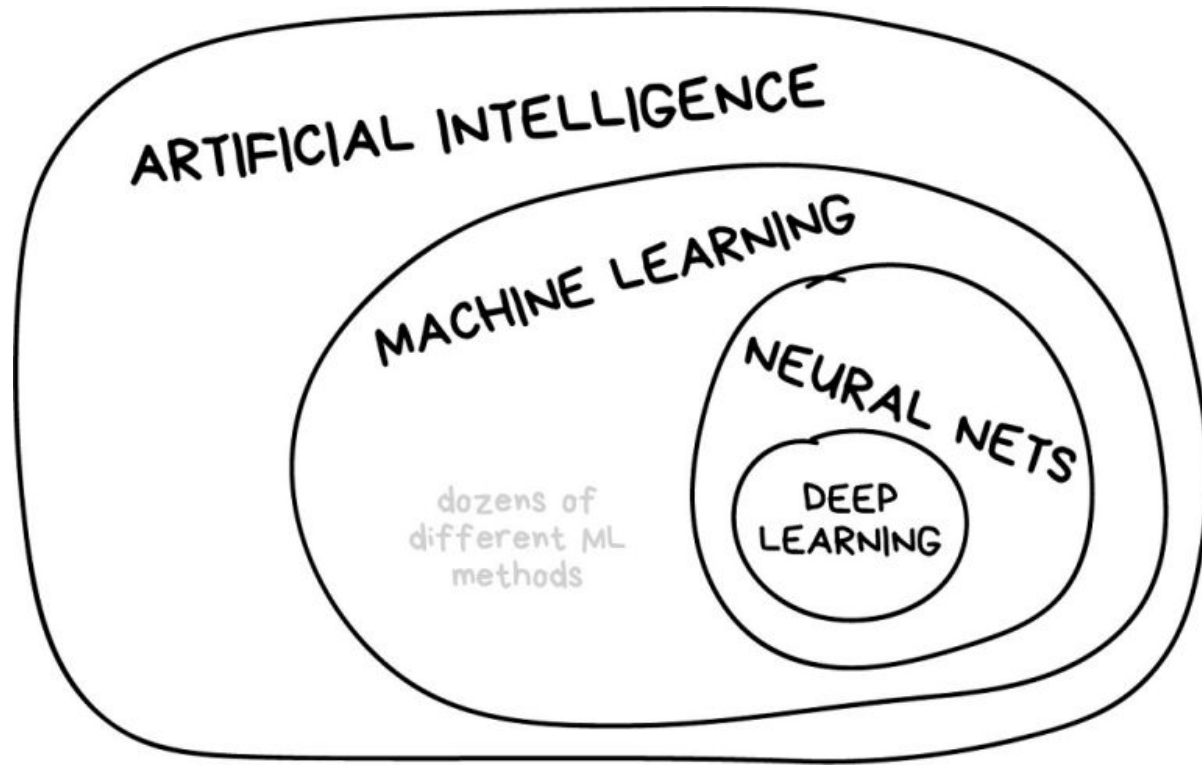 ARTIFICIAL INTELLIGENCE
MACHINE LEARNING
NEURAL NETS
DEEP
LEARNING
dozens of
different ML
methods